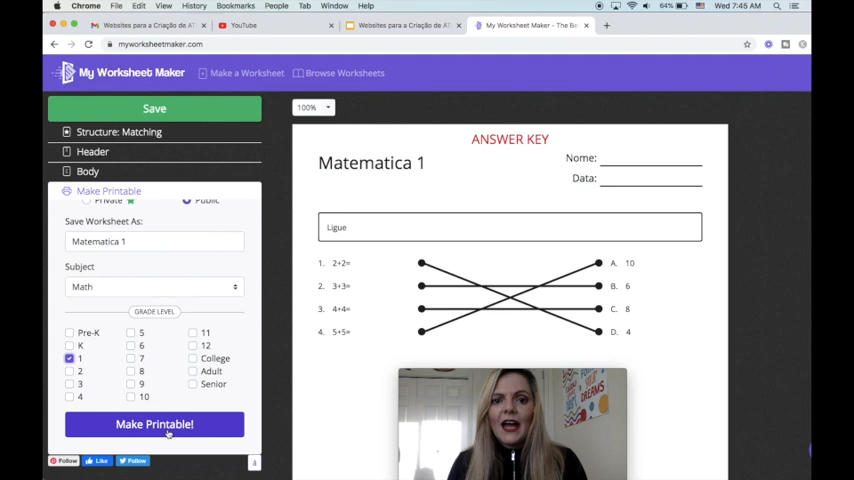 Chrome File Edit View History Bookmarks People Tab Window Help
64% Wed 7:45 AM
Websites para a Criação de AT
YouTube
Websites para a Criação de AT
My Worksheet Maker - The Be
myworksheetmaker.com
My Worksheet Maker
Make a Worksheet
Browse Worksheets
Save
100%
Structure: Matching
Header
Body
Make Printable
Private
Public
Save Worksheet As:
Matematica 1
Subject
Math
GRADE LEVEL
Pre-K 5 11
K 6 12
1 7 College
2 8 Adult
3 9 Senior
4 10
Make Printable!
Follow Like Follow
ANSWER KEY
Matematica 1
Nome:
Data:
Ligue
1. 2+2= A. 10
2. 3+3= B. 6
3. 4+4= C. 8
4. 5+5= D. 4
DREAMS